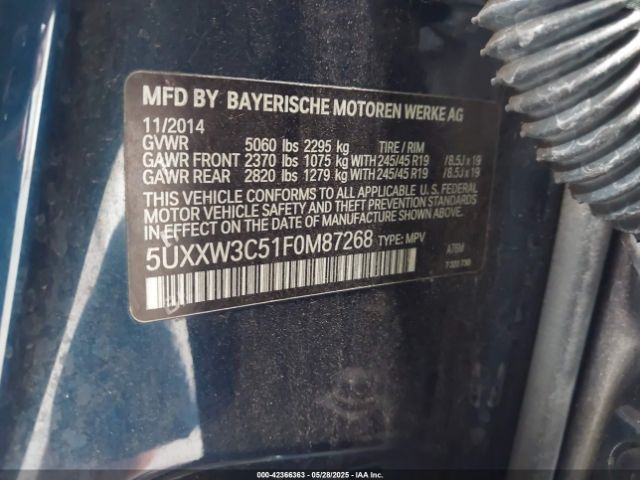 MFD BY BAYERISCHE MOTOREN WERKE AG
11/2014
GVWR 5060 lbs 2295 kg TIRE / RIM
GAWR FRONT 2370 lbs 1075 kg WITH 245/45 R19 / 8.5J x 19
GAWR REAR 2820 lbs 1279 kg WITH 245/45 R19 / 8.5J x 19
THIS VEHICLE CONFORMS TO ALL APPLICABLE U. S. FEDERAL
MOTOR VEHICLE SAFETY AND THEFT PREVENTION STANDARDS
IN EFFECT ON THE DATE OF MANUFACTURE SHOWN ABOVE.
5UXXW3C51F0M87268 TYPE: MPV
A76M
00-42366363 - 05/28/2025 - IAA Inc.